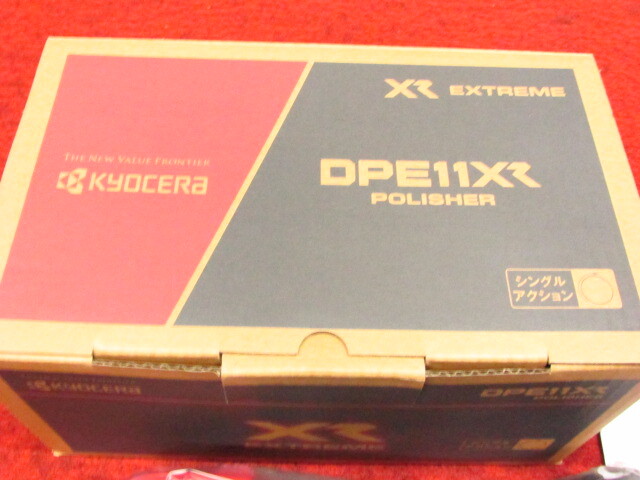 XR EXTREME
THE NEW VALUE FRONTIER
KYOCERA
DPE11XR
POLISHER
シングル
アクション
KYOCERA
DPE11XR
POLISHER
XR
EXTREME